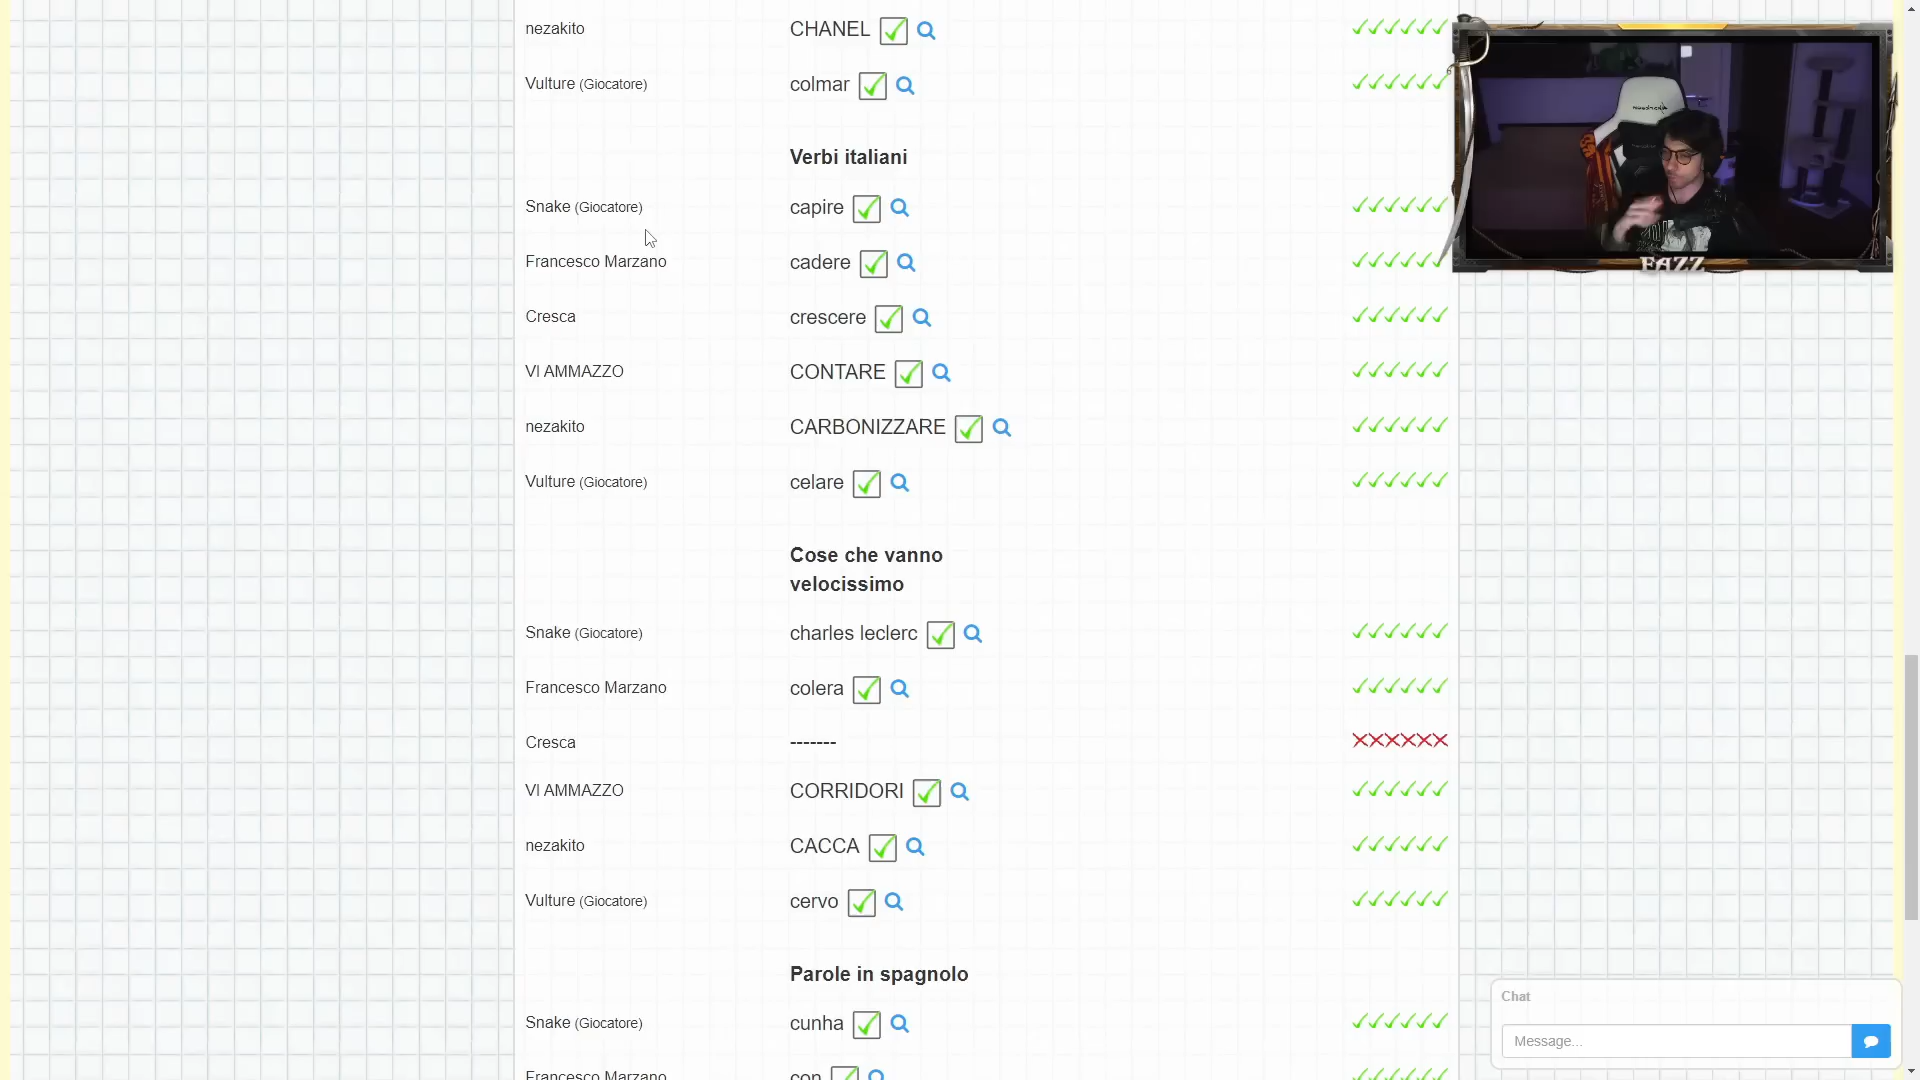 nezakito CHANEL
Vulture (Giocatore) colmar
Verbi italiani
Snake (Giocatore) capire
Francesco Marzano cadere
Cresca crescere
VI AMMAZZO CONTARE
nezakito CARBONIZZARE
Vulture (Giocatore) celare
Cose che vanno
velocissimo
Snake (Giocatore) charles leclerc
Francesco Marzano colera
Cresca -------
VI AMMAZZO CORRIDORI
nezakito CACCA
Vulture (Giocatore) cervo
Parole in spagnolo
Snake (Giocatore) cunha
Francesco Marzano con
FAZZ
Chat
Message...